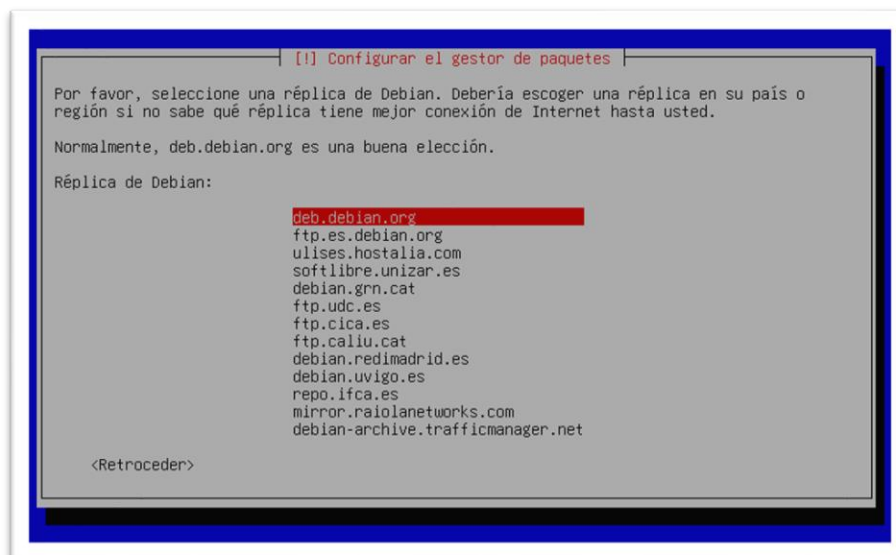 [!] Configurar el gestor de paquetes
Por favor, seleccione una réplica de Debian. Debería escoger una réplica en su país o
región si no sabe qué réplica tiene mejor conexión de Internet hasta usted.
Normalmente, deb.debian.org es una buena elección.
Réplica de Debian:
deb.debian.org
ftp.es.debian.org
ulises.hostalia.com
softlibre.unizar.es
debian.grn.cat
ftp.udc.es
ftp.cica.es
ftp.caliu.cat
debian.redimadrid.es
debian.uvigo.es
repo.ifca.es
mirror.raiolanetworks.com
debian-archive.trafficmanager.net
<Retroceder>